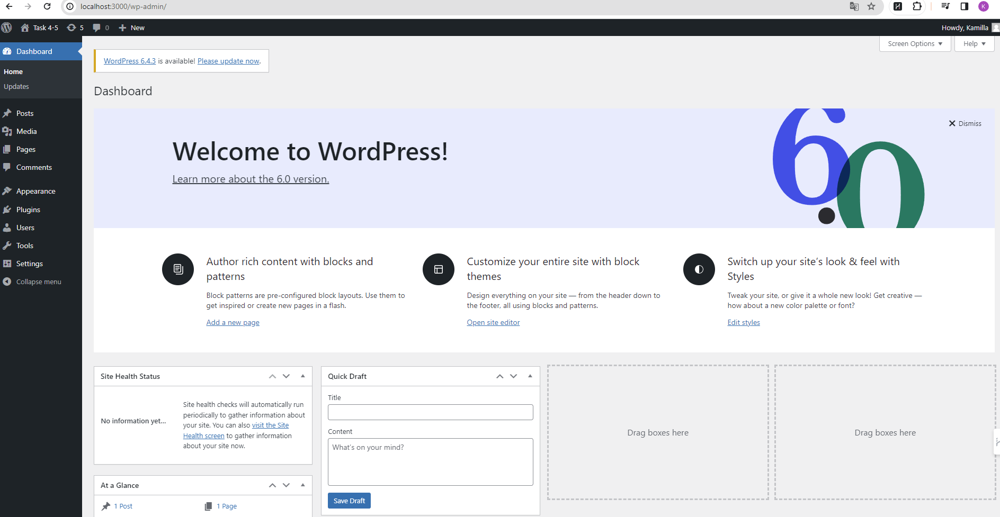 localhost:3000/wp-admin/
K
Task 4-5
5
0
New
Howdy, Kamilla
Dashboard
Home
Updates
Posts
Media
Pages
Comments
Appearance
Plugins
Users
Tools
Settings
Collapse menu
Screen Options
Help
WordPress 6.4.3 is available! Please update now.
Dashboard
Welcome to WordPress!
Learn more about the 6.0 version.
6.0
Dismiss
Author rich content with blocks and
patterns
Block patterns are pre-configured block layouts. Use them to
get inspired or create new pages in a flash.
Add a new page
Customize your entire site with block
themes
Design everything on your site — from the header down to
the footer, all using blocks and patterns.
Open site editor
Switch up your site’s look & feel with
Styles
Tweak your site, or give it a whole new look! Get creative —
how about a new color palette or font?
Edit styles
Site Health Status
No information yet...
Site health checks will automatically run
periodically to gather information about
your site. You can also visit the Site
Health screen to gather information
about your site now.
At a Glance
1 Post
1 Page
Quick Draft
Title
Content
What’s on your mind?
Save Draft
Drag boxes here
Drag boxes here